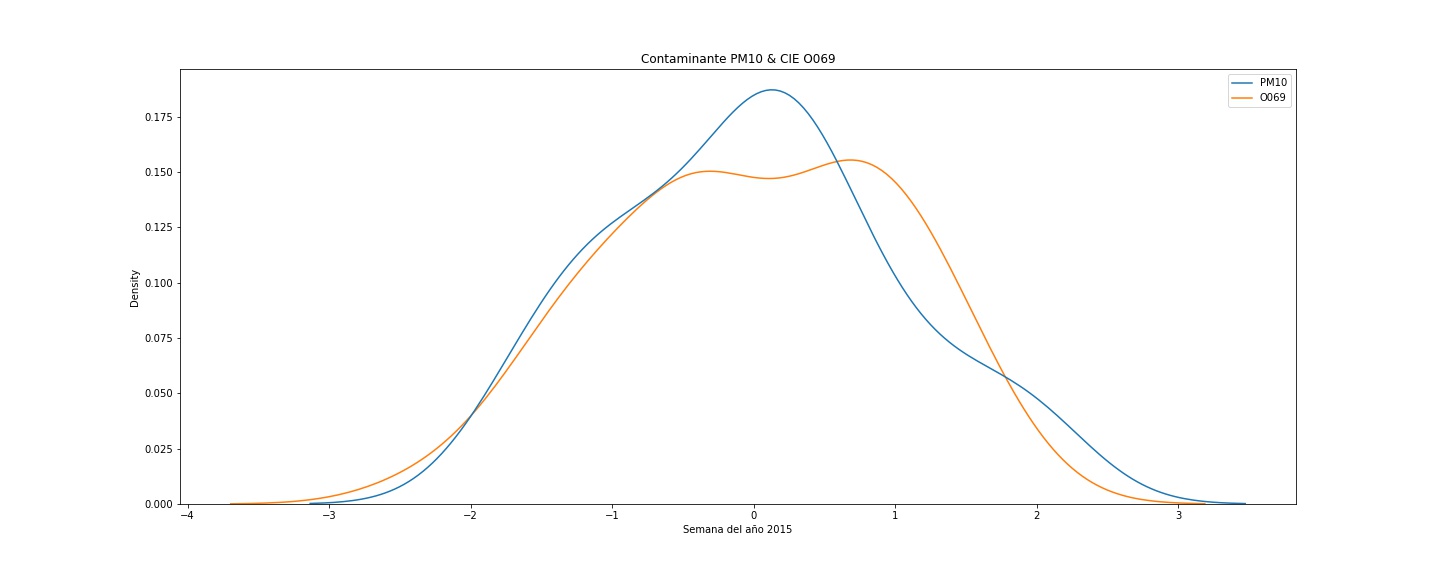 Contaminante PM10 & CIE O069
PM10
O069
Density
0.175
0.150
0.125
0.100
0.075
0.050
0.025
0.000
−4 −3 −2 −1 0 1 2 3
Semana del año 2015